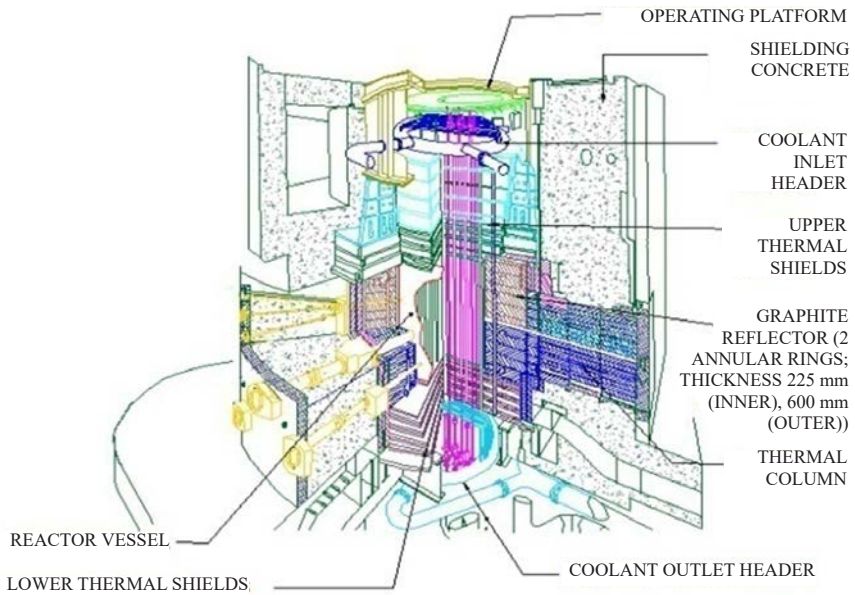 OPERATING PLATFORM
SHIELDING
CONCRETE
COOLANT
INLET
HEADER
UPPER
THERMAL
SHIELDS
GRAPHITE
REFLECTOR (2
ANNULAR RINGS;
THICKNESS 225 mm
(INNER), 600 mm
(OUTER))
THERMAL
COLUMN
REACTOR VESSEL
COOLANT OUTLET HEADER
LOWER THERMAL SHIELDS